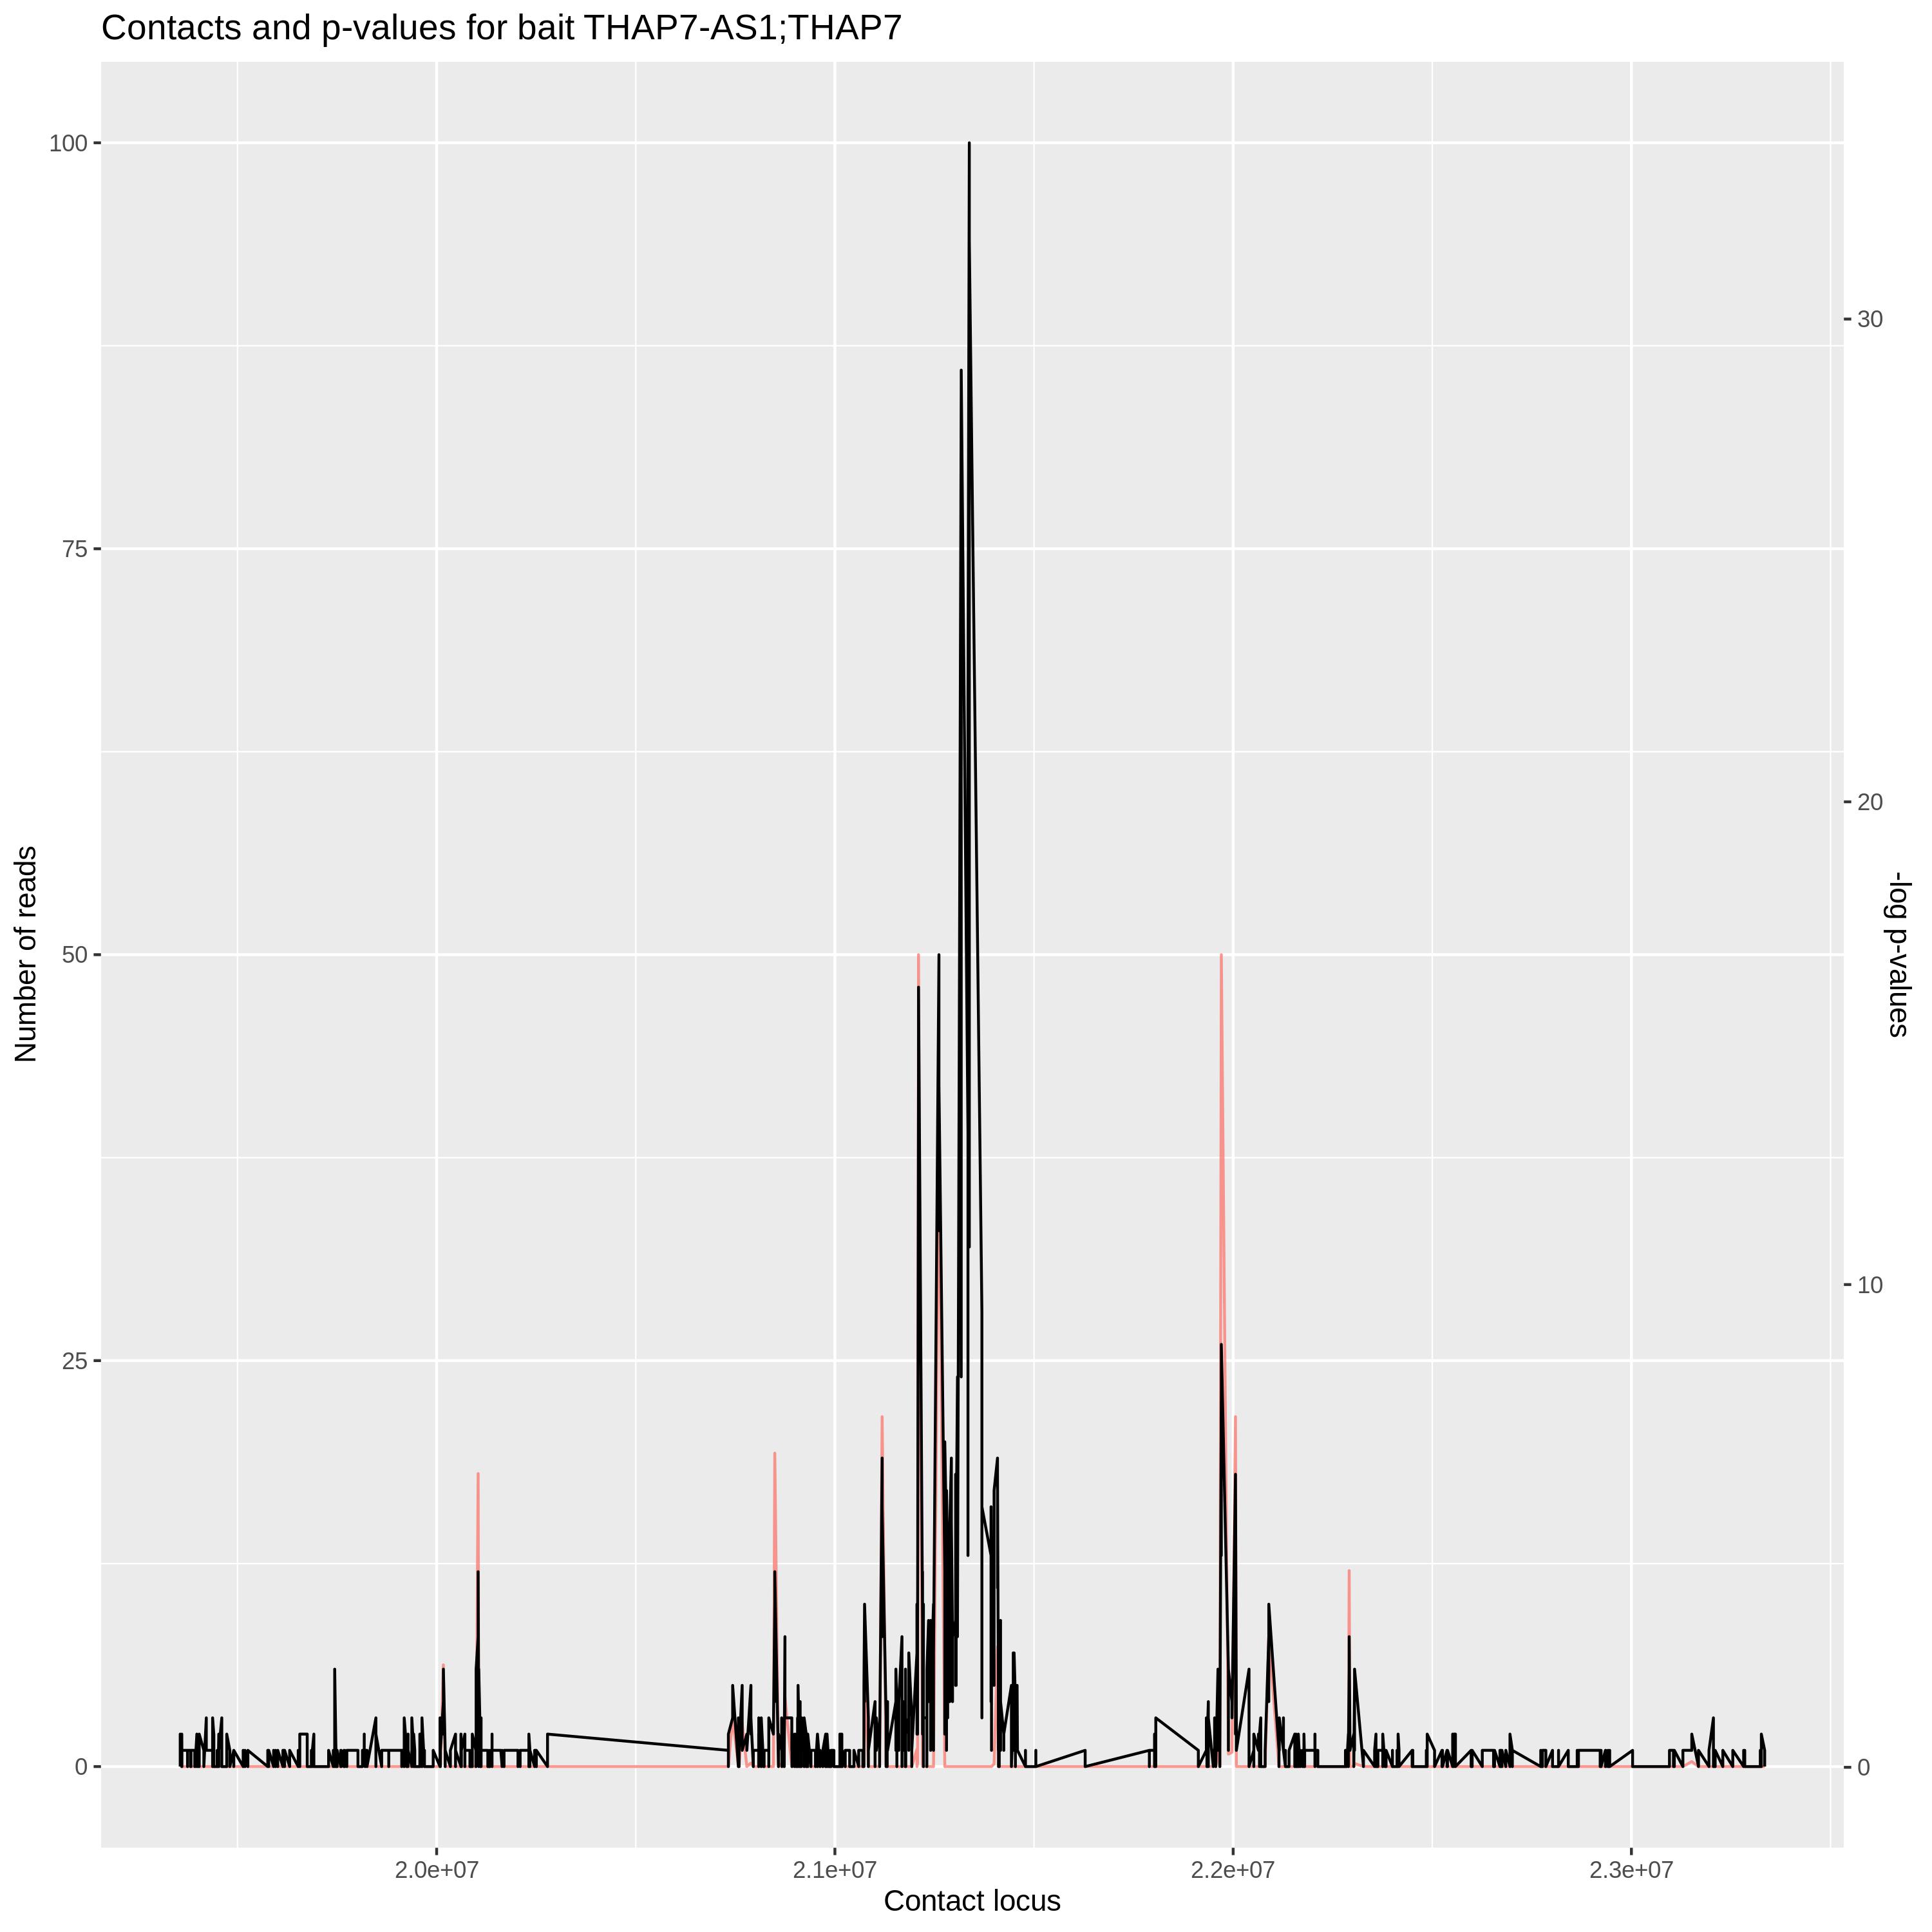 Contacts and p-values for bait THAP7-AS1;THAP7
100
75
50
25
0
Number of reads
30
20
10
0
-log p-values
2.0e+07
2.1e+07
2.2e+07
2.3e+07
Contact locus